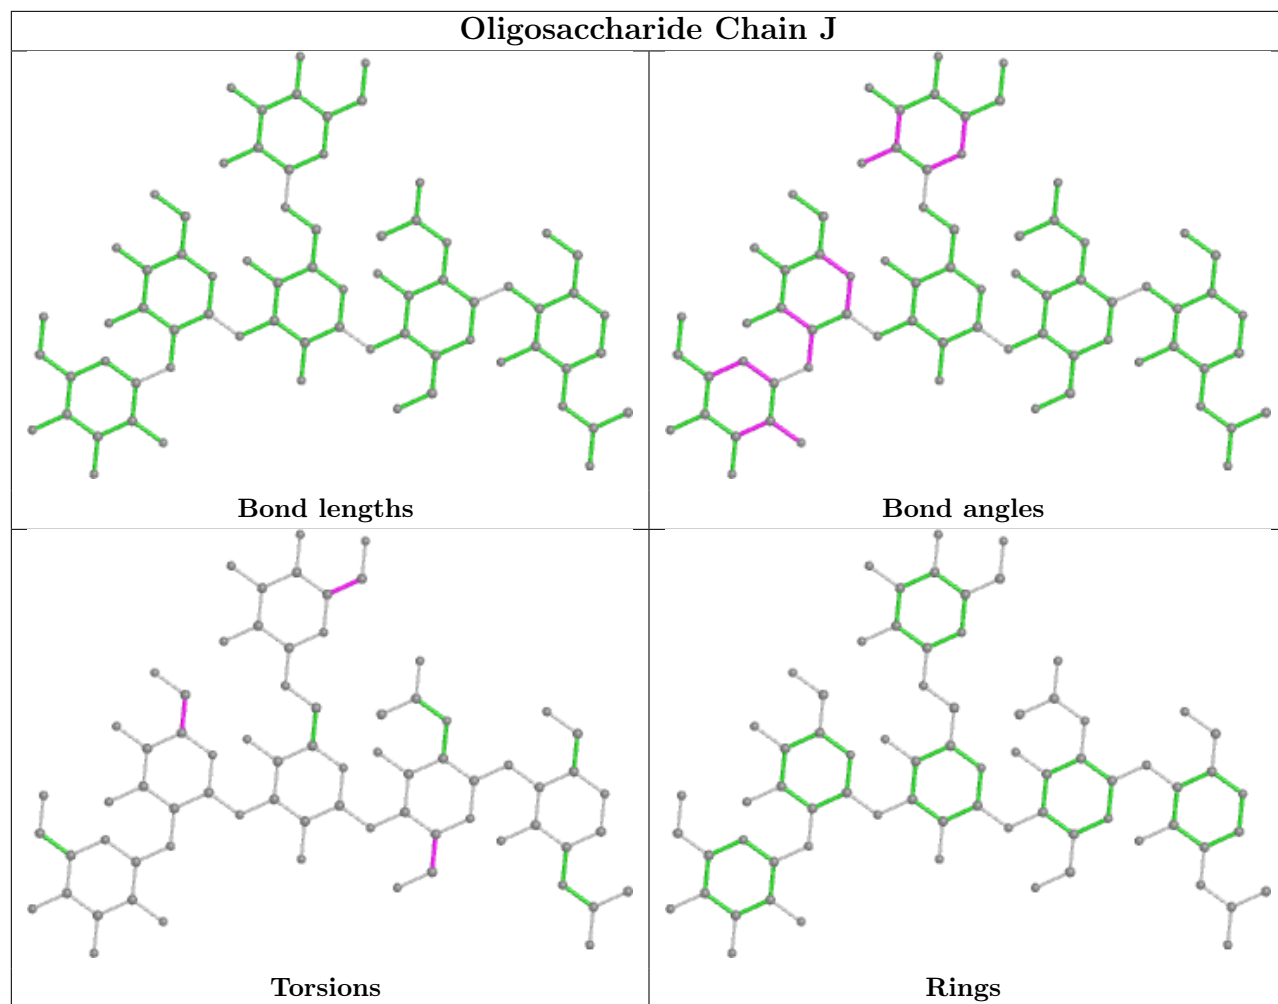 Oligosaccharide Chain J
Bond lengths
Bond angles
Torsions
Rings